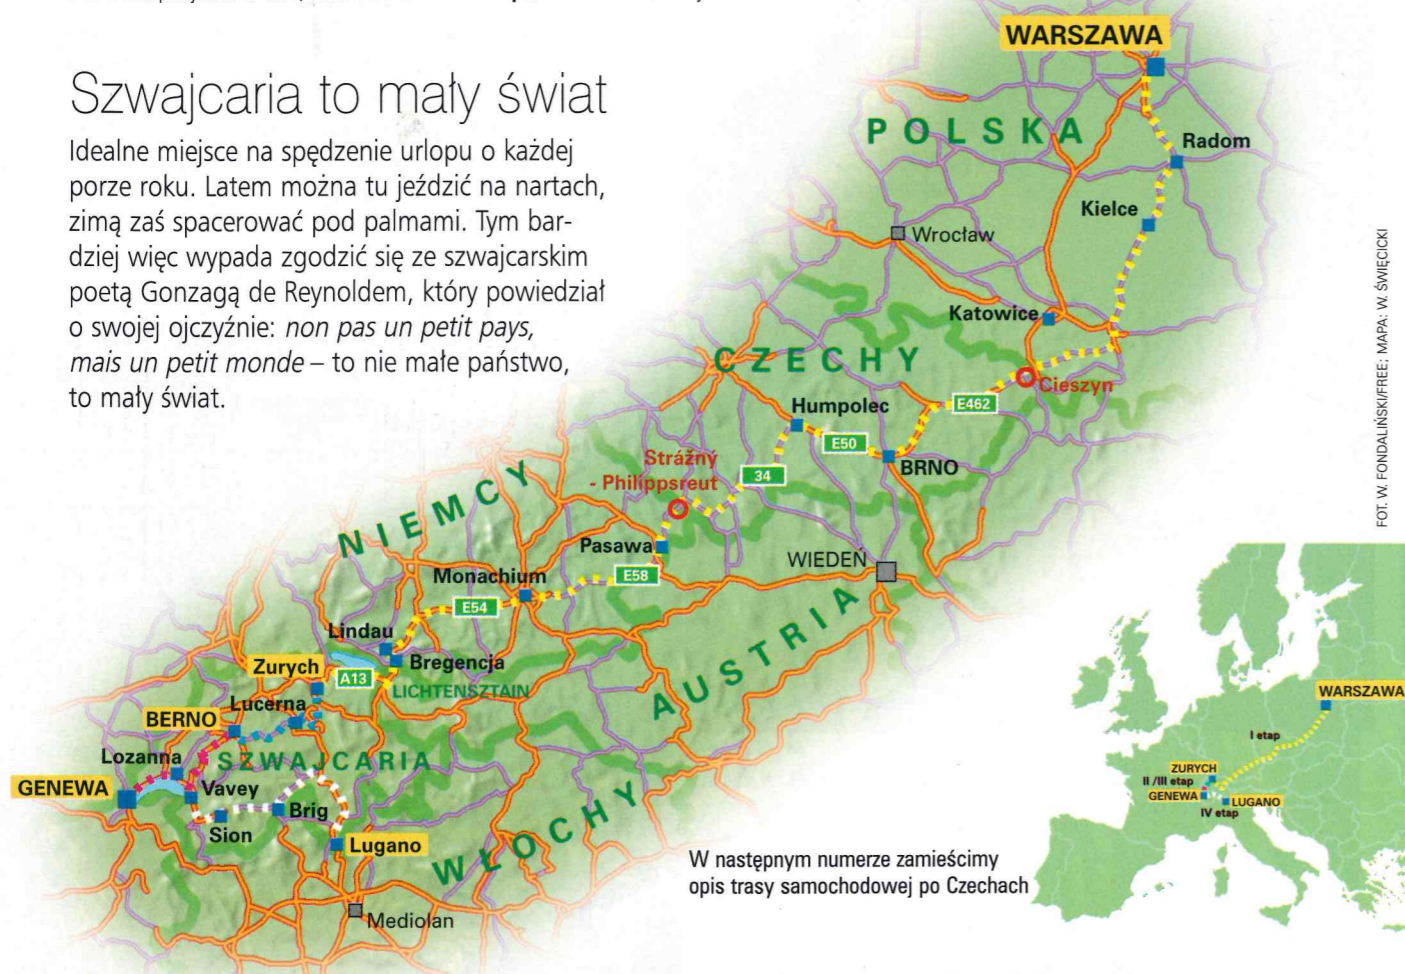 Szwajcaria to mały świat
Idealne miejsce na spędzenie urlopu o każdej
porze roku. Latem można tu jeździć na nartach,
zimą zaś spacerować pod palmami. Tym bar-
dziej więc wypada zgodzić się ze szwajcarskim
poetą Gonzagą de Reynoldem, który powiedział
o swojej ojczyźnie: non pas un petit pays,
mais un petit monde – to nie małe państwo,
to mały świat.
WARSZAWA
POLSKA
Radom
Kielce
Wrocław
Katowice
CZECHY
Cieszyn
E462
Humpolec
E50
BRNO
Strážný
- Philippsreut
34
NIEMCY
Pasawa
WIEDEŃ
E58
Monachium
E54
AUSTRIA
Lindau
Bregencja
Zurych
A13
LICHTENSZTAIN
Lucerna
BERNO
Lozanna
SZWAJCARIA
GENEWA
Vavey
Brig
Sion
Lugano
WŁOCHY
Mediolan
FOT. W. FONDALIŃSKI/FREE; MAPA: W. ŚWIĘCICKI
WARSZAWA
I etap
ZURYCH
II /III etap
GENEWA
LUGANO
IV etap
W następnym numerze zamieścimy
opis trasy samochodowej po Czechach